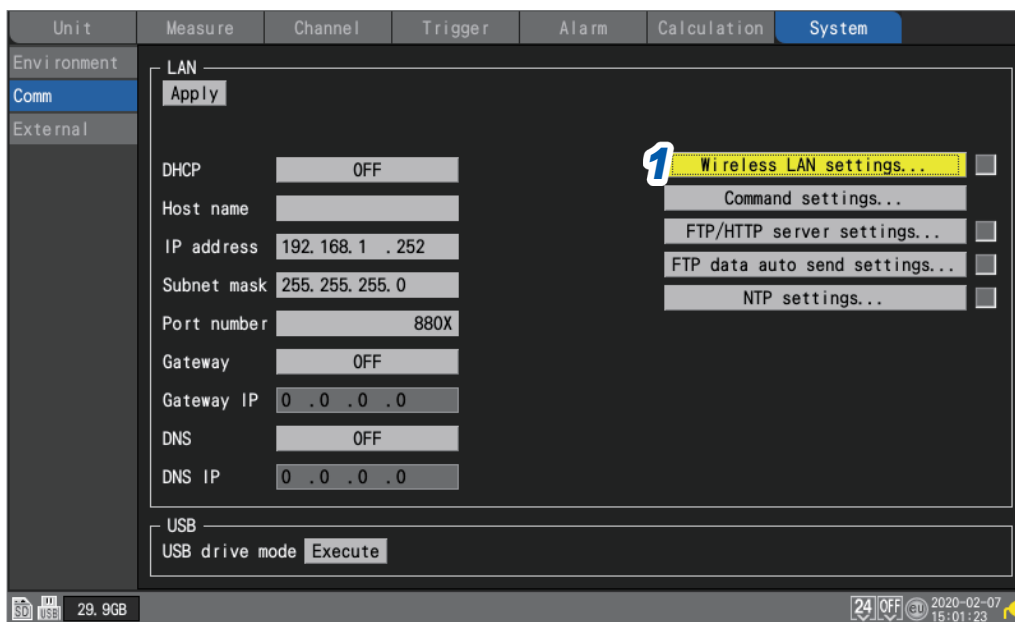 Unit Measure Channel Trigger Alarm Calculation System
Environment
Comm
External
LAN
Apply
DHCP OFF
Host name
IP address 192.168.1 .252
Subnet mask 255.255.255.0
Port number 880X
Gateway OFF
Gateway IP 0 .0 .0 .0
DNS OFF
DNS IP 0 .0 .0 .0
1 Wireless LAN settings...
Command settings...
FTP/HTTP server settings...
FTP data auto send settings...
NTP settings...
USB
USB drive mode Execute
SD USB 29.9GB
24 OFF eu 2020-02-07
15:01:23